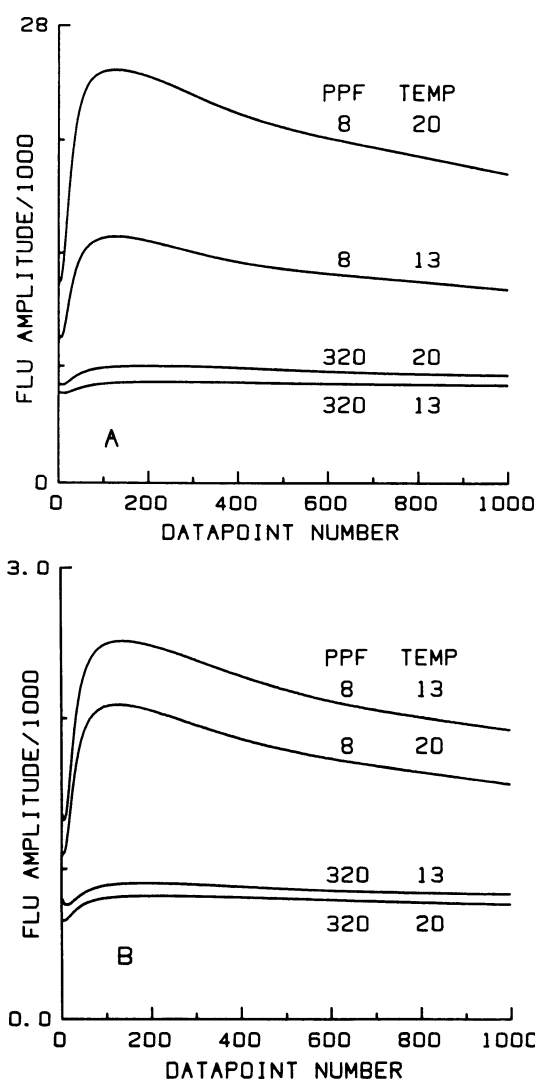 28
PPF TEMP
8 20
8 13
320 20
320 13
A
FLU AMPLITUDE/1000
0
0 200 400 600 800 1000
DATAPOINT NUMBER
3.0
PPF TEMP
8 13
8 20
320 13
320 20
B
FLU AMPLITUDE/1000
0.0
0 200 400 600 800 1000
DATAPOINT NUMBER